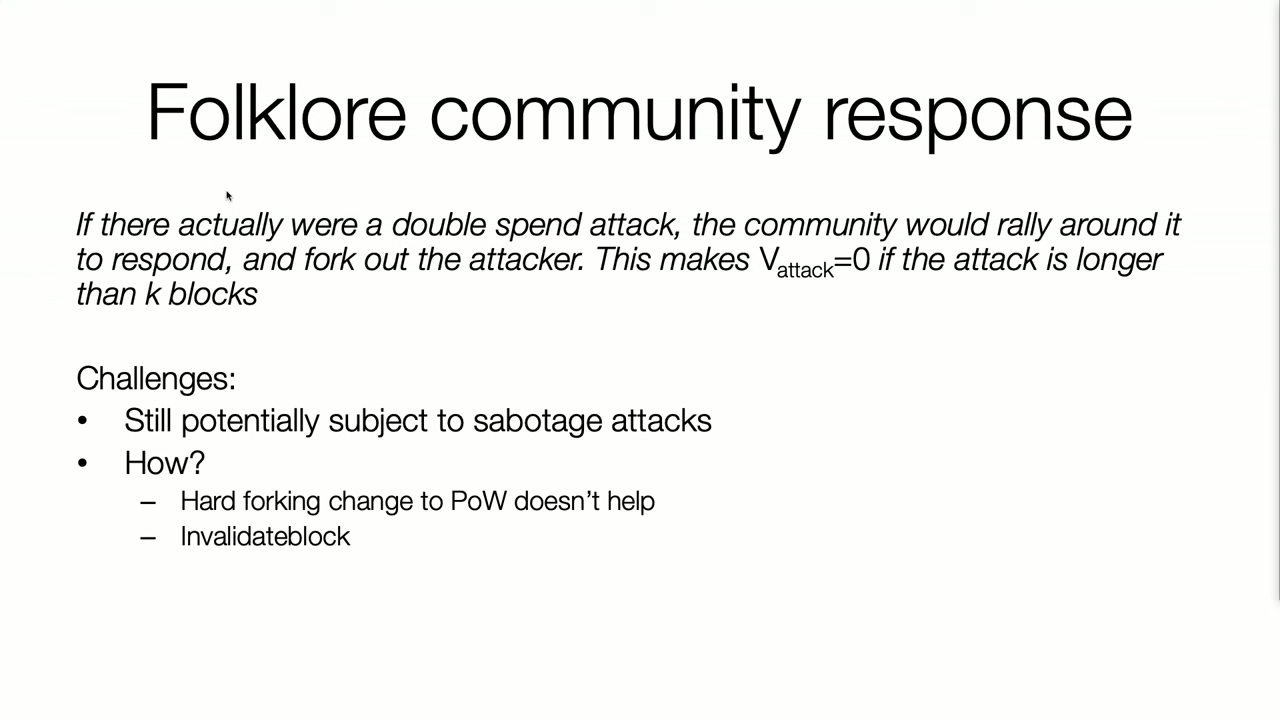 Folklore community response
If there actually were a double spend attack, the community would rally around it
to respond, and fork out the attacker. This makes Vattack=0 if the attack is longer
than k blocks
Challenges:
• Still potentially subject to sabotage attacks
• How?
– Hard forking change to PoW doesn’t help
– Invalidateblock